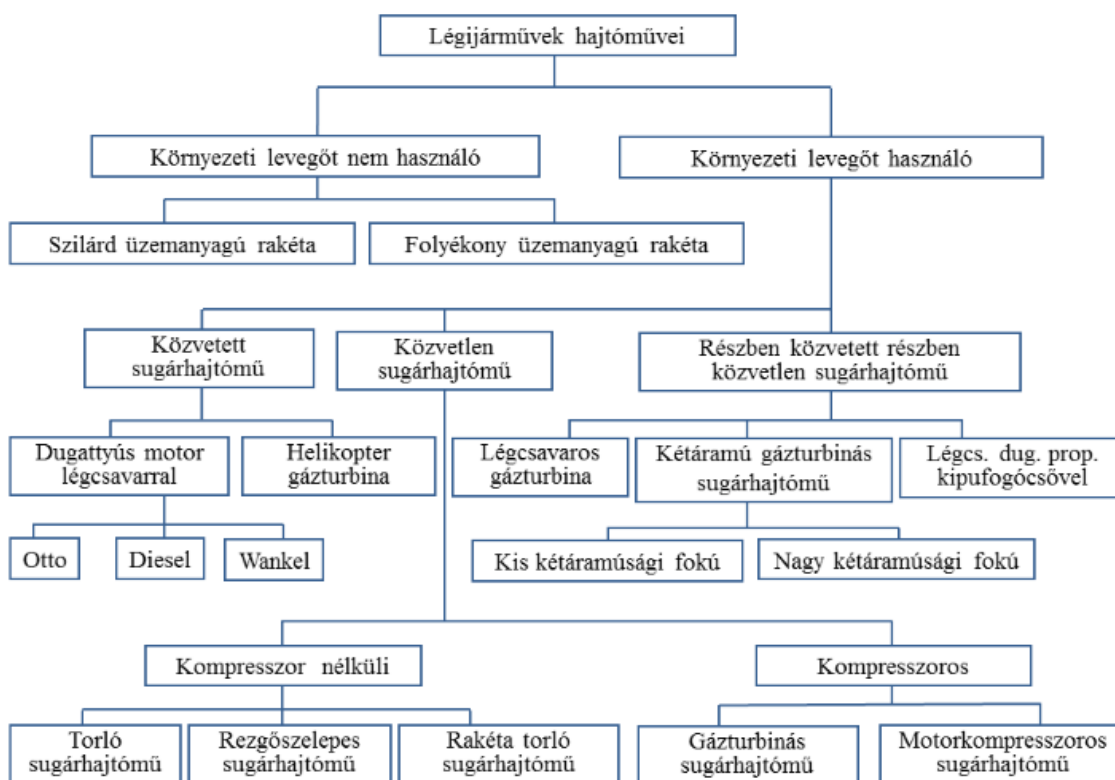 Légijárművek hajtóművei
Környezeti levegőt nem használó
Környezeti levegőt használó
Szilárd üzemanyagú rakéta
Folyékony üzemanyagú rakéta
Közvetett
sugárhajtómű
Közvetlen
sugárhajtómű
Részben közvetett részben
közvetlen sugárhajtómű
Dugattyús motor
légcsavarral
Helikopter
gázturbina
Légcsavaros
gázturbina
Kétáramú gázturbinás
sugárhajtómű
Légcs. dug. prop.
kipufogócsővel
Otto
Diesel
Wankel
Kis kétáramúsági fokú
Nagy kétáramúsági fokú
Kompresszor nélküli
Kompresszoros
Torló
sugárhajtómű
Rezgőszelepes
sugárhajtómű
Rakéta torló
sugárhajtómű
Gázturbinás
sugárhajtómű
Motorkompresszoros
sugárhajtómű